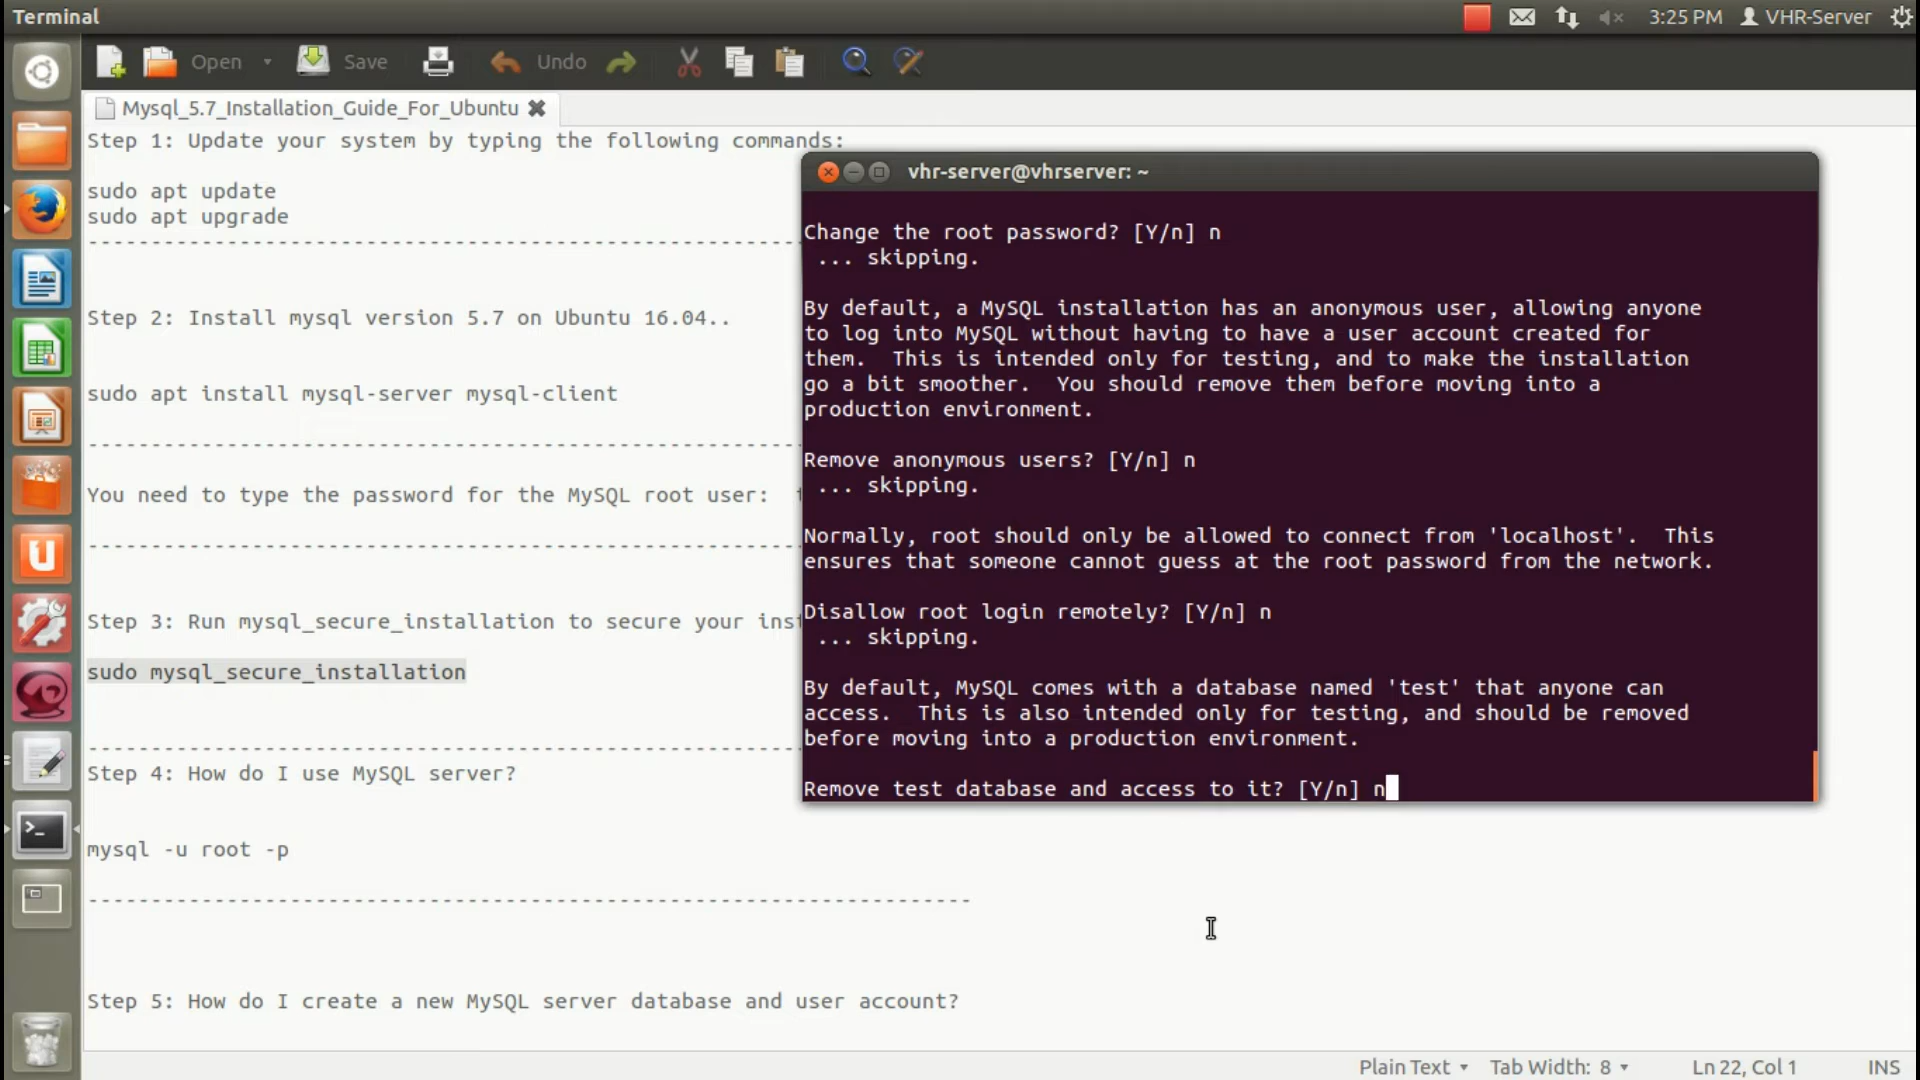 Terminal
3:25 PM
VHR-Server
Open
Save
Undo
Mysql_5.7_Installation_Guide_For_Ubuntu
Step 1: Update your system by typing the following commands:
sudo apt update
sudo apt upgrade
--------------------------------------------------------
Step 2: Install mysql version 5.7 on Ubuntu 16.04..
sudo apt install mysql-server mysql-client
--------------------------------------------------------
You need to type the password for the MySQL root user:
--------------------------------------------------------
Step 3: Run mysql_secure_installation to secure your
sudo mysql_secure_installation
--------------------------------------------------------
Step 4: How do I use MySQL server?
mysql -u root -p
----------------------------------------------------------------------
Step 5: How do I create a new MySQL server database and user account?
vhr-server@vhrserver: ~
Change the root password? [Y/n] n
... skipping.
By default, a MySQL installation has an anonymous user, allowing anyone
to log into MySQL without having to have a user account created for
them.  This is intended only for testing, and to make the installation
go a bit smoother.  You should remove them before moving into a
production environment.
Remove anonymous users? [Y/n] n
... skipping.
Normally, root should only be allowed to connect from 'localhost'.  This
ensures that someone cannot guess at the root password from the network.
Disallow root login remotely? [Y/n] n
... skipping.
By default, MySQL comes with a database named 'test' that anyone can
access.  This is also intended only for testing, and should be removed
before moving into a production environment.
Remove test database and access to it? [Y/n] n
Plain Text
Tab Width: 8
Ln 22, Col 1
INS